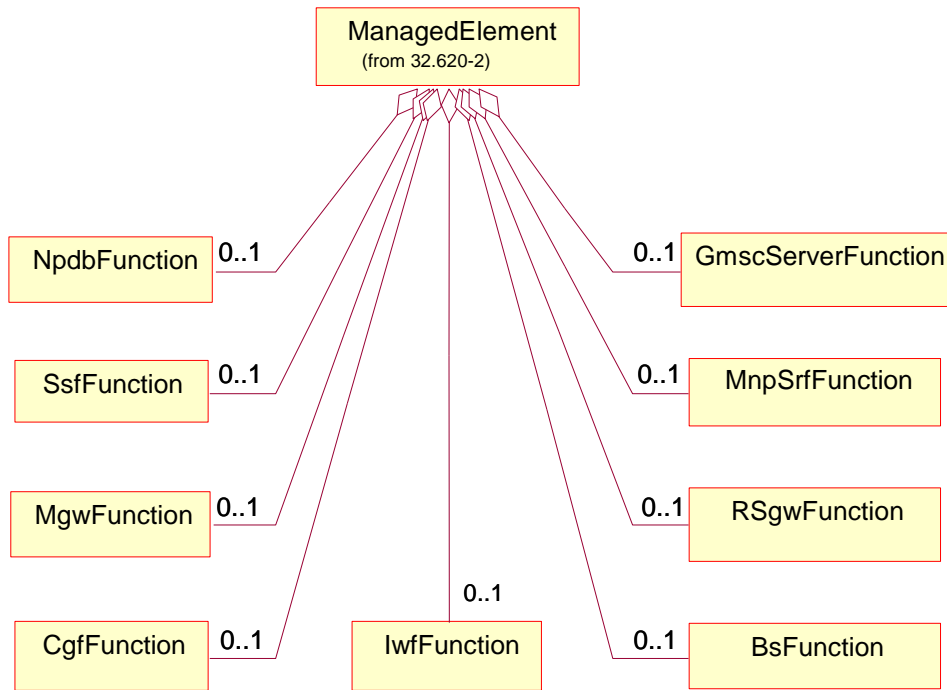 ManagedElement
(from 32.620-2)
NpdbFunction
0..1
0..1
GmscServerFunction
SsfFunction
0..1
0..1
MnpSrfFunction
MgwFunction
0..1
0..1
RSgwFunction
CgfFunction
0..1
IwfFunction
0..1
0..1
BsFunction